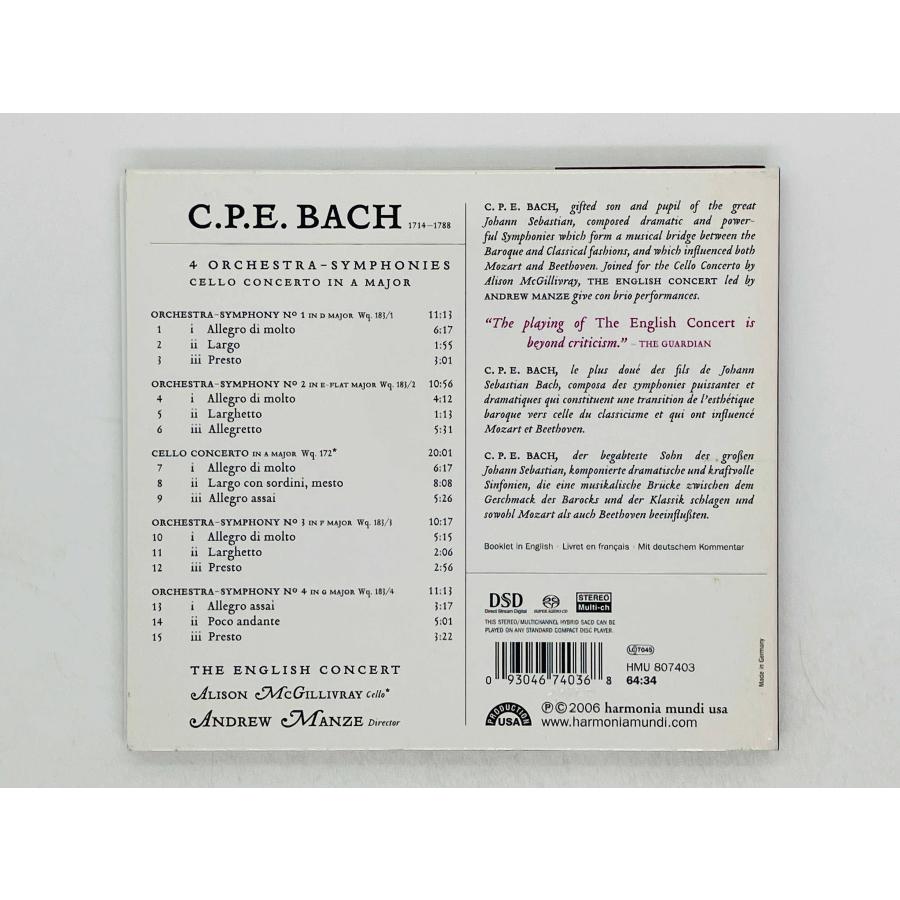 C.P.E. BACH 1714–1788
4 ORCHESTRA–SYMPHONIES
CELLO CONCERTO IN A MAJOR
ORCHESTRA–SYMPHONY Nº 1 IN D MAJOR Wq. 183/1 11:13
1 i Allegro di molto 6:17
2 ii Largo 1:55
3 iii Presto 3:01
ORCHESTRA–SYMPHONY Nº 2 IN E-FLAT MAJOR Wq. 183/2 10:56
4 i Allegro di molto 4:12
5 ii Larghetto 1:13
6 iii Allegretto 5:31
CELLO CONCERTO IN A MAJOR Wq. 172* 20:01
7 i Allegro di molto 6:17
8 ii Largo con sordini, mesto 8:08
9 iii Allegro assai 5:26
ORCHESTRA–SYMPHONY Nº 3 IN F MAJOR Wq. 183/3 10:17
10 i Allegro di molto 5:15
11 ii Larghetto 2:06
12 iii Presto 2:56
ORCHESTRA–SYMPHONY Nº 4 IN G MAJOR Wq. 183/4 11:13
13 i Allegro assai 3:17
14 ii Poco andante 5:01
15 iii Presto 3:22
THE ENGLISH CONCERT
ALISON MCGILLIVRAY Cello*
ANDREW MANZE Director
C. P. E. BACH, gifted son and pupil of the great
Johann Sebastian, composed dramatic and power-
ful Symphonies which form a musical bridge between the
Baroque and Classical fashions, and which influenced both
Mozart and Beethoven. Joined for the Cello Concerto by
Alison McGillivray, THE ENGLISH CONCERT led by
ANDREW MANZE give con brio performances.
“The playing of The English Concert is
beyond criticism.” – THE GUARDIAN
C. P. E. BACH, le plus doué des fils de Johann
Sebastian Bach, composa des symphonies puissantes et
dramatiques qui constituent une transition de l’esthétique
baroque vers celle du classicisme et qui ont influencé
Mozart et Beethoven.
C. P. E. BACH, der begabteste Sohn des großen
Johann Sebastian, komponierte dramatische und kraftvolle
Sinfonien, die eine musikalische Brücke zwischen dem
Geschmack des Barocks und der Klassik schlagen und
sowohl Mozart als auch Beethoven beeinflußten.
Booklet in English · Livret en français · Mit deutschem Kommentar
DSD
Direct Stream Digital
SUPER AUDIO CD
STEREO
Multi-ch
THIS STEREO/MULTICHANNEL HYBRID SACD CAN BE
PLAYED ON ANY STANDARD COMPACT DISC PLAYER.
LC 7045
HMU 807403
64:34
0 93046 74036 8
Made in Germany
PRODUCTION
USA
℗ © 2006 harmonia mundi usa
www.harmoniamundi.com